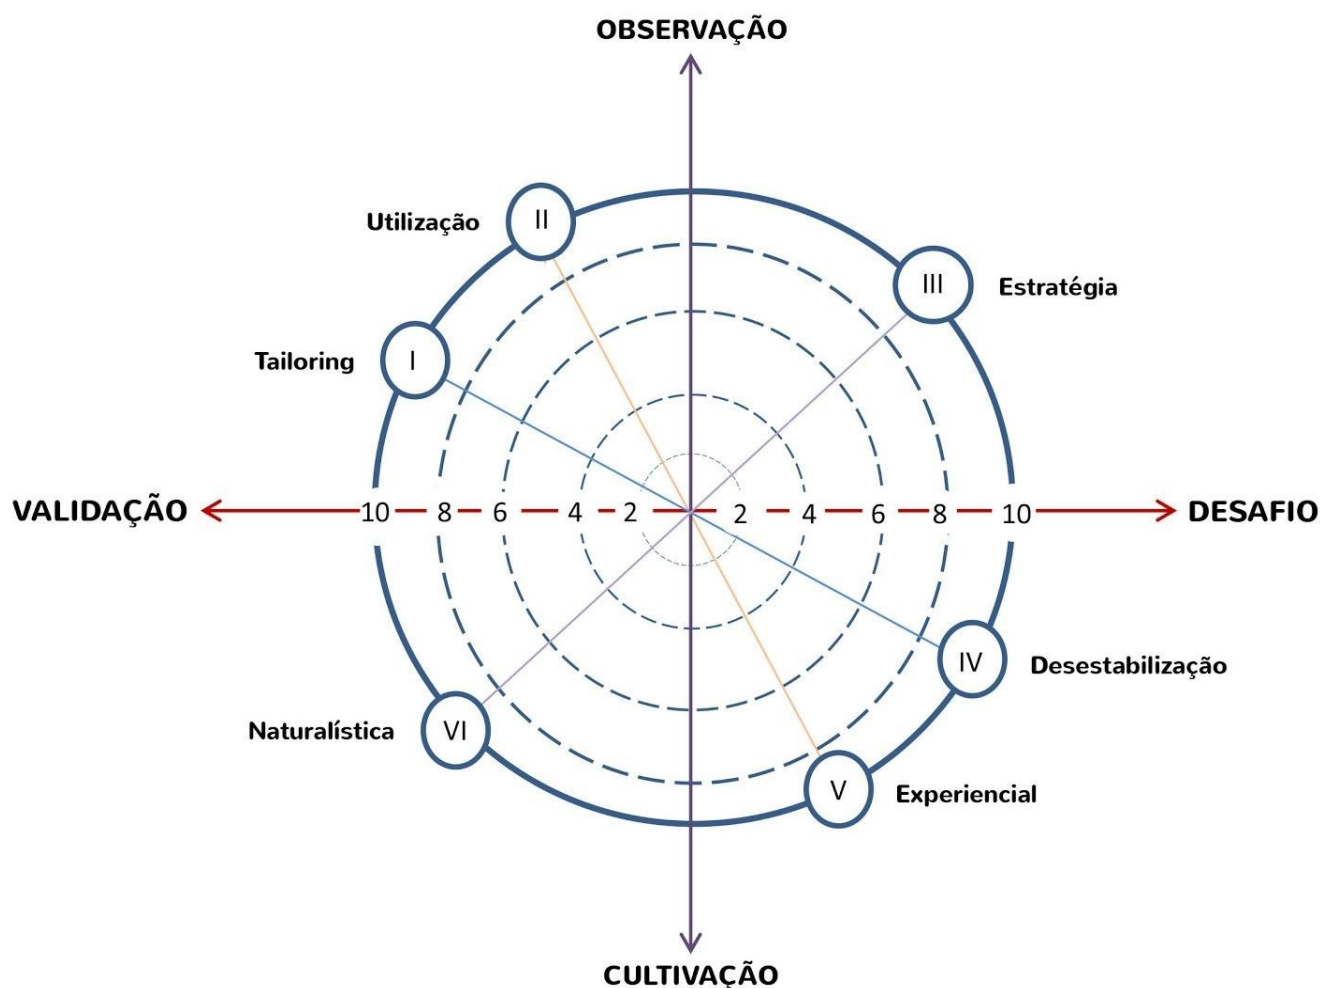 OBSERVAÇÃO
Utilização
II
III
Estratégia
Tailoring
I
VALIDAÇÃO
10 8 6 4 2 2 4 6 8 10
DESAFIO
IV
Desestabilização
Naturalística
VI
V
Experiencial
CULTIVAÇÃO